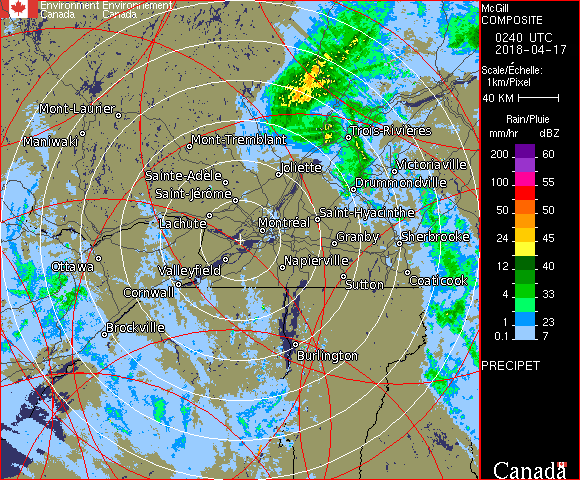 Environment Environnement
Canada Canada
McGill
COMPOSITE
0240 UTC
2018-04-17
Scale/Échelle:
1km/Pixel
40 KM
Rain/Pluie
mm/hr dBZ
200 60
100 55
50 50
24 45
12 40
4 33
1 23
0.1 7
PRECIPET
Canada
Mont-Laurier
Maniwaki
Mont-Tremblant
Trois-Rivières
Joliette
Victoriaville
Sainte-Adèle
Drummondville
Saint-Jérôme
Lachute
Saint-Hyacinthe
Montréal
Granby
Sherbrooke
Ottawa
Valleyfield
Napierville
Coaticook
Cornwall
Sutton
Brockville
Burlington